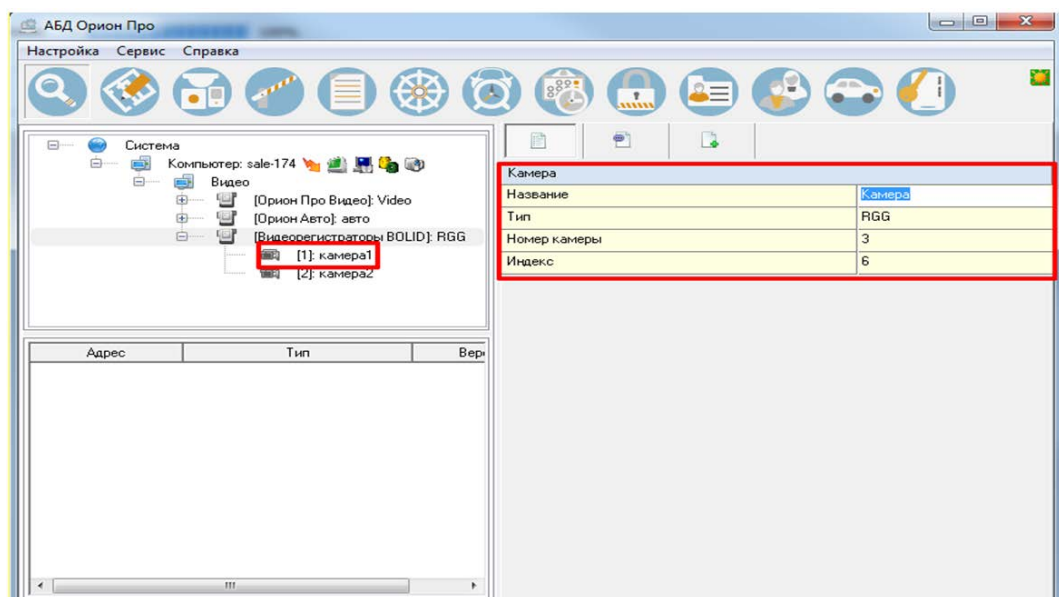 АБД Орион Про
Настройка Сервис Справка
Система
Компьютер: sale-174
Видео
[Орион Про Видео]: Video
[Орион Авто]: авто
[Видеорегистраторы BOLID]: RGG
[1]: камера1
[2]: камера2
Адрес Тип
Камера
Название Камера
Тип RGG
Номер камеры 3
Индекс 6